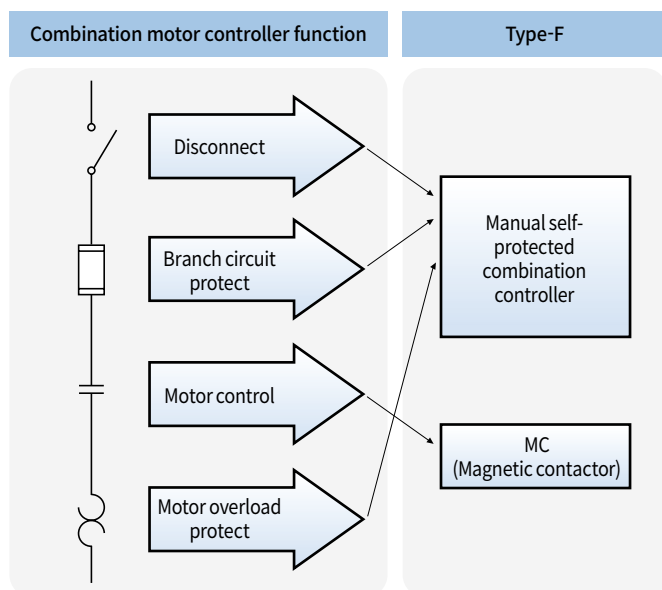 Combination motor controller function
Type-F
Disconnect
Branch circuit
protect
Motor control
Motor overload
protect
Manual self-
protected
combination
controller
MC
(Magnetic contactor)